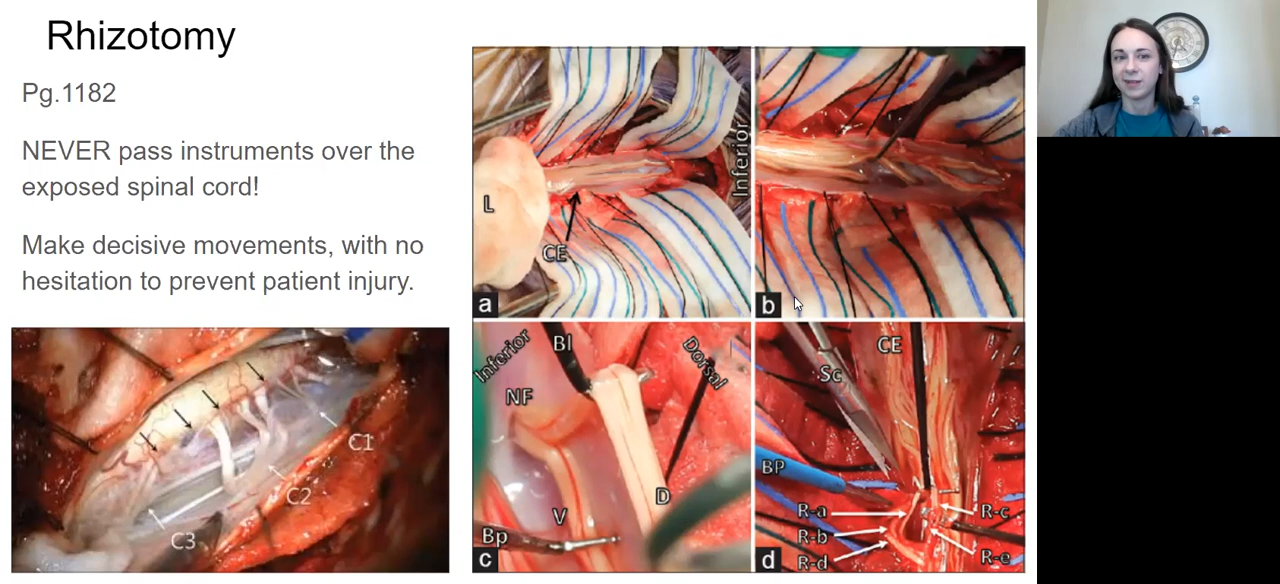 Rhizotomy
Pg.1182
NEVER pass instruments over the
exposed spinal cord!
Make decisive movements, with no
hesitation to prevent patient injury.
C1
C2
C3
L
CE
Inferior
a
b
Inferior
Bl
Dorsal
NF
D
V
Bp
c
CE
Sc
BP
R-a
R-b
R-d
R-c
R-e
d